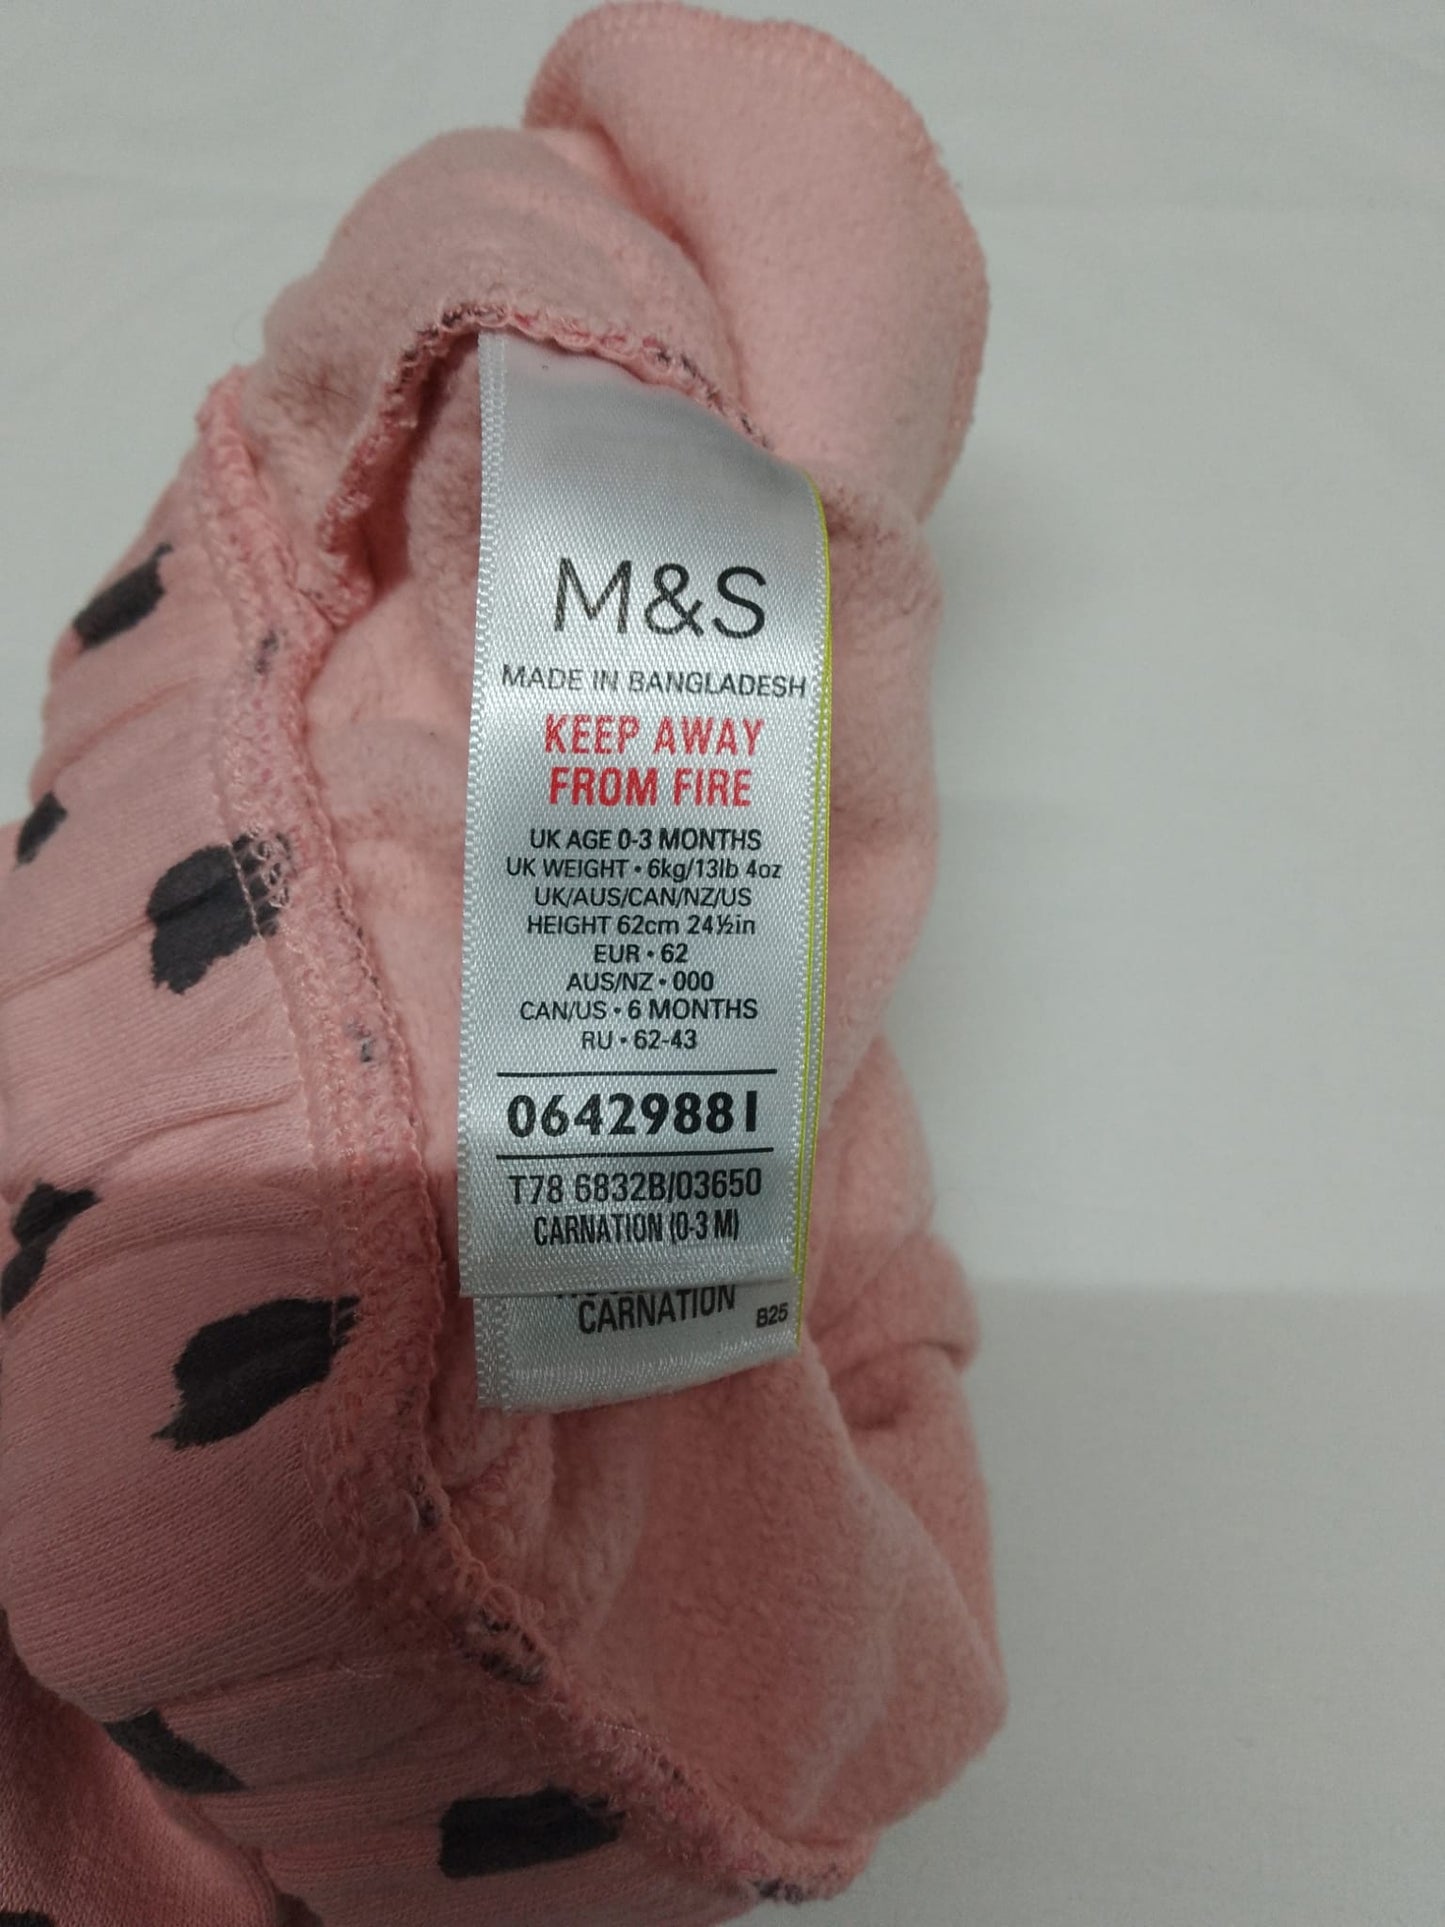 M&S
MADE IN BANGLADESH
KEEP AWAY
FROM FIRE
UK AGE 0-3 MONTHS
UK WEIGHT • 6kg/13lb 4oz
UK/AUS/CAN/NZ/US
HEIGHT 62cm 24½in
EUR • 62
AUS/NZ • 000
CAN/US • 6 MONTHS
RU • 62-43
06429881
T78 6832B/03650
CARNATION (0-3 M)
CARNATION B25